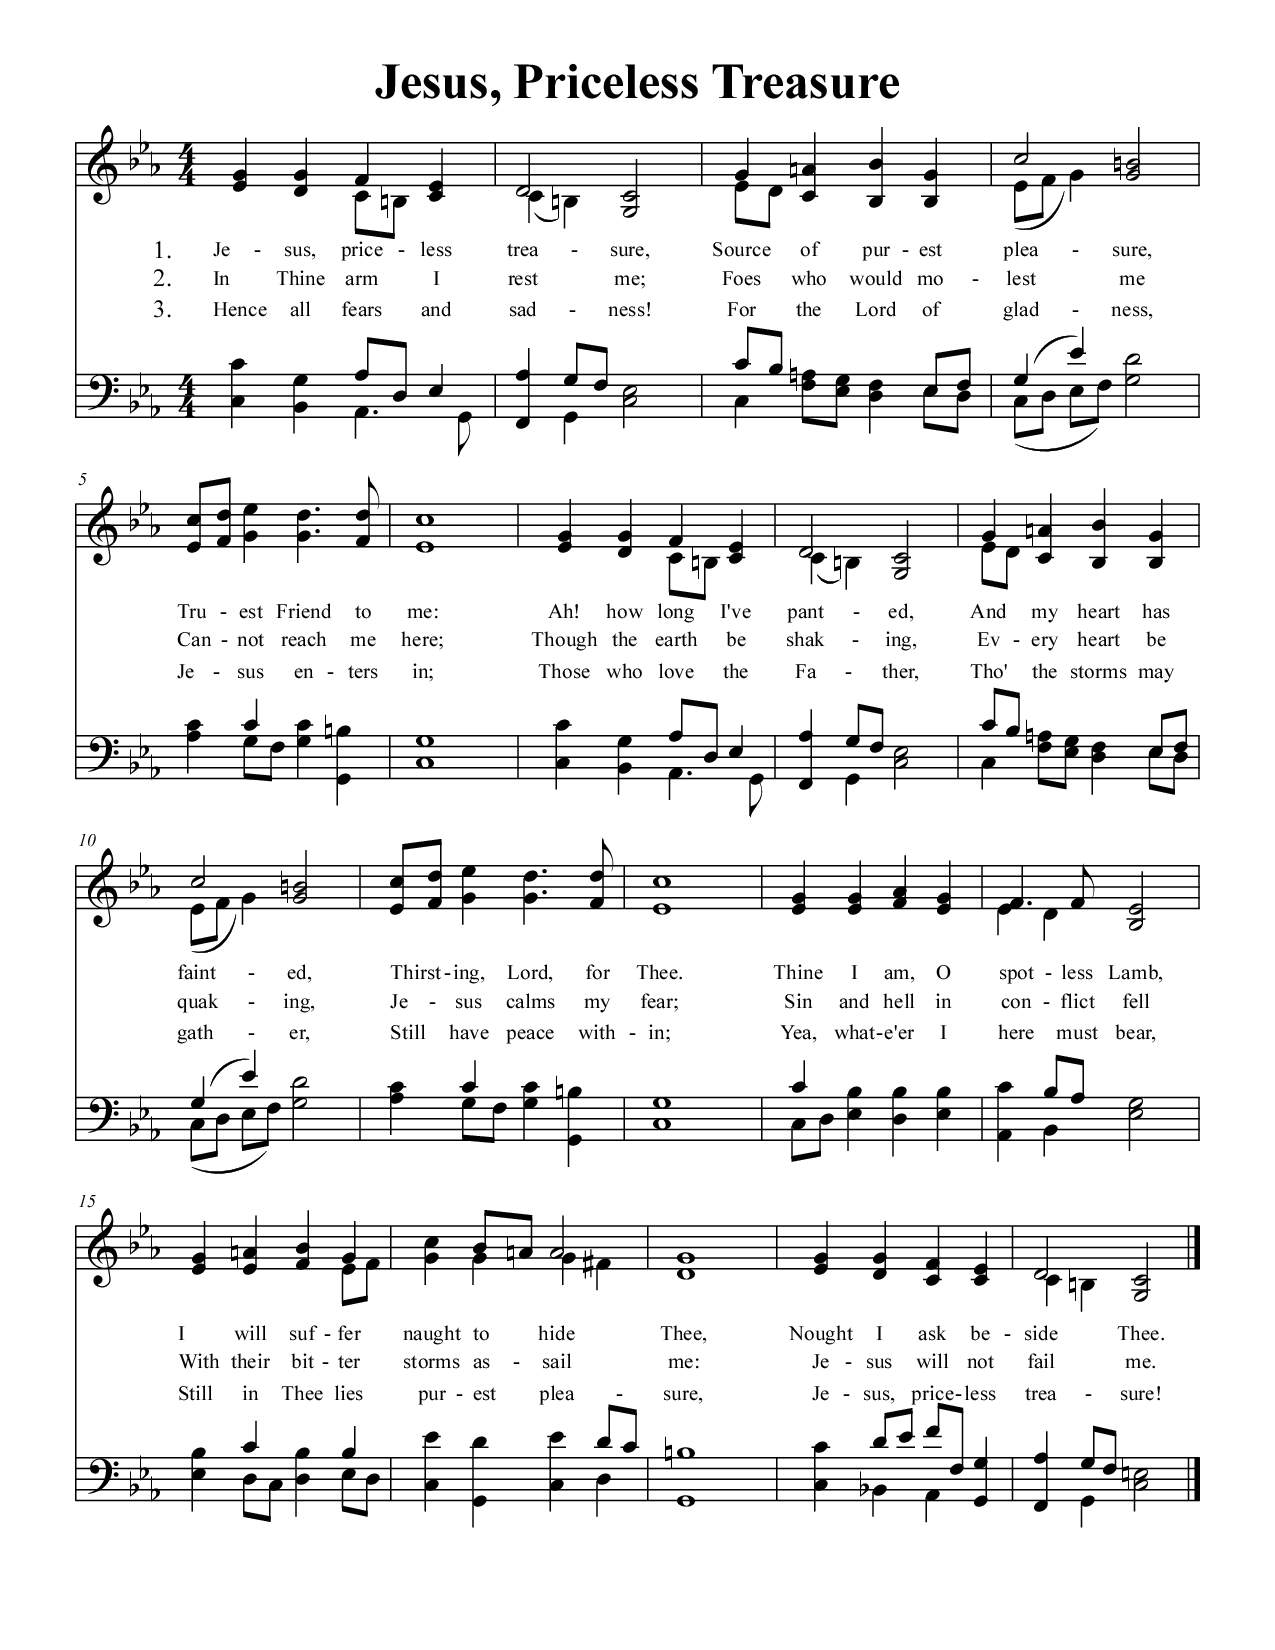 Jesus, Priceless Treasure
4 4
1. Je - sus, price - less trea - sure, Source of pur - est plea - sure,
2. In Thine arm I rest me; Foes who would mo - lest me
3. Hence all fears and sad - ness! For the Lord of glad - ness,
4 4
5
Tru - est Friend to me: Ah! how long I've pant - ed, And my heart has
Can - not reach me here; Though the earth be shak - ing, Ev - ery heart be
Je - sus en - ters in; Those who love the Fa - ther, Tho' the storms may
10
faint - ed, Thirst - ing, Lord, for Thee. Thine I am, O spot - less Lamb,
quak - ing, Je - sus calms my fear; Sin and hell in con - flict fell
gath - er, Still have peace with - in; Yea, what - e'er I here must bear,
15
I will suf - fer naught to hide Thee, Nought I ask be - side Thee.
With their bit - ter storms as - sail me: Je - sus will not fail me.
Still in Thee lies pur - est plea - sure, Je - sus, price - less trea - sure!